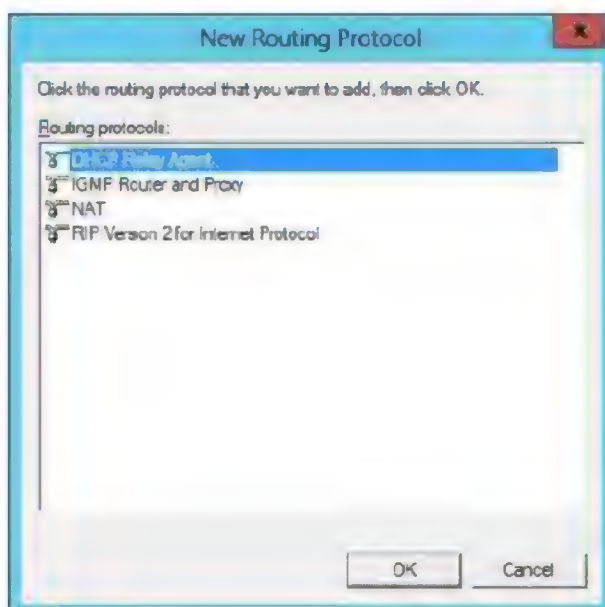 New Routing Protocol
Click the routing protocol that you want to add, then click OK.
Routing protocols:
DHCP Relay Agent
IGMP Router and Proxy
NAT
RIP Version 2 for Internet Protocol
OK
Cancel